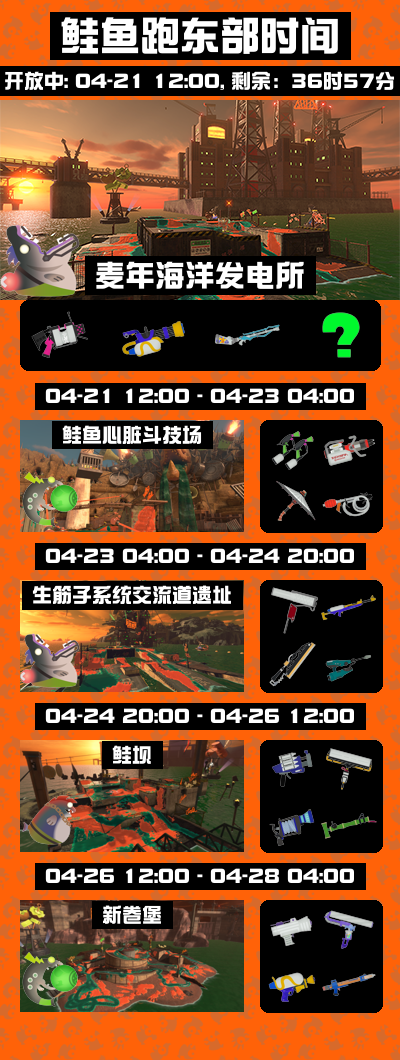 鲑鱼跑东部时间
开放中: 04-21 12:00, 剩余: 36时57分
麦年海洋发电所
?
04-21 12:00 - 04-23 04:00
鲑鱼心脏斗技场
04-23 04:00 - 04-24 20:00
生筋子系统交流道遗址
04-24 20:00 - 04-26 12:00
鲑坝
04-26 12:00 - 04-28 04:00
新卷堡